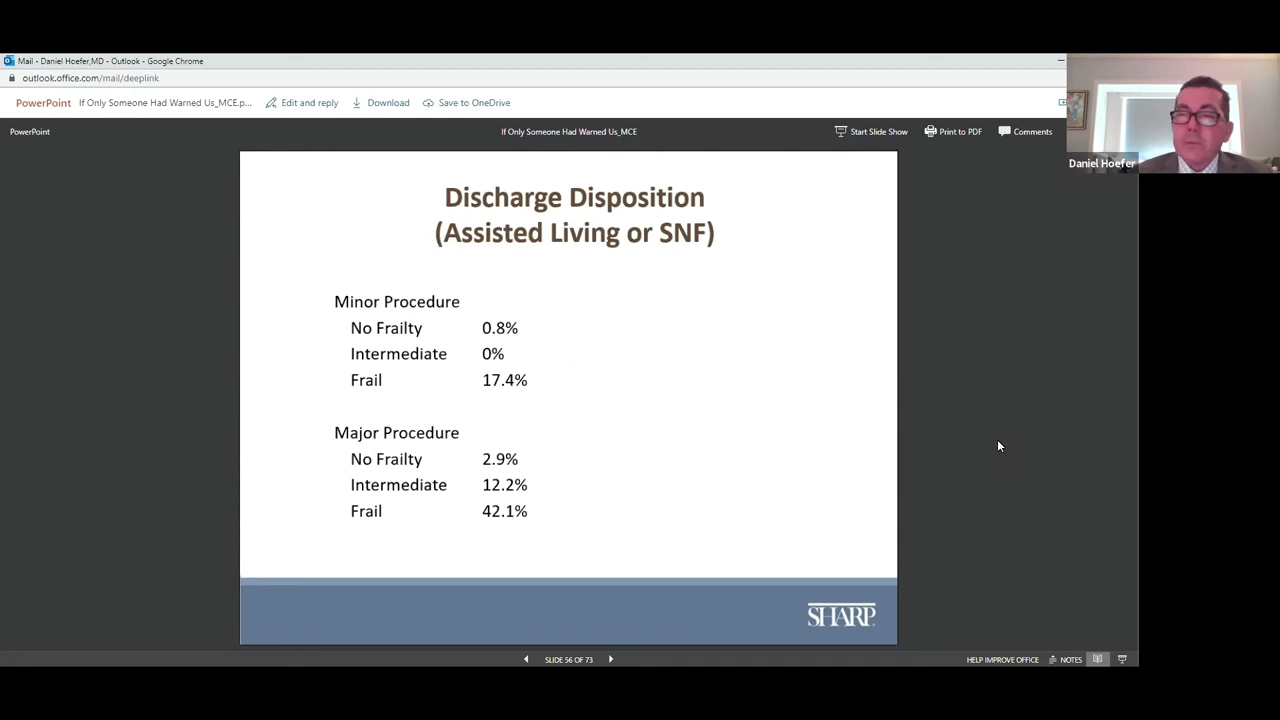 Mail - Daniel Hoefer,MD - Outlook - Google Chrome
outlook.office.com/mail/deeplink
PowerPoint If Only Someone Had Warned Us_MCE.p... Edit and reply Download Save to OneDrive
PowerPoint If Only Someone Had Warned Us_MCE Start Slide Show Print to PDF Comments
Daniel Hoefer
Discharge Disposition
(Assisted Living or SNF)
Minor Procedure
No Frailty 0.8%
Intermediate 0%
Frail 17.4%
Major Procedure
No Frailty 2.9%
Intermediate 12.2%
Frail 42.1%
SHARP
SLIDE 56 OF 73 HELP IMPROVE OFFICE NOTES